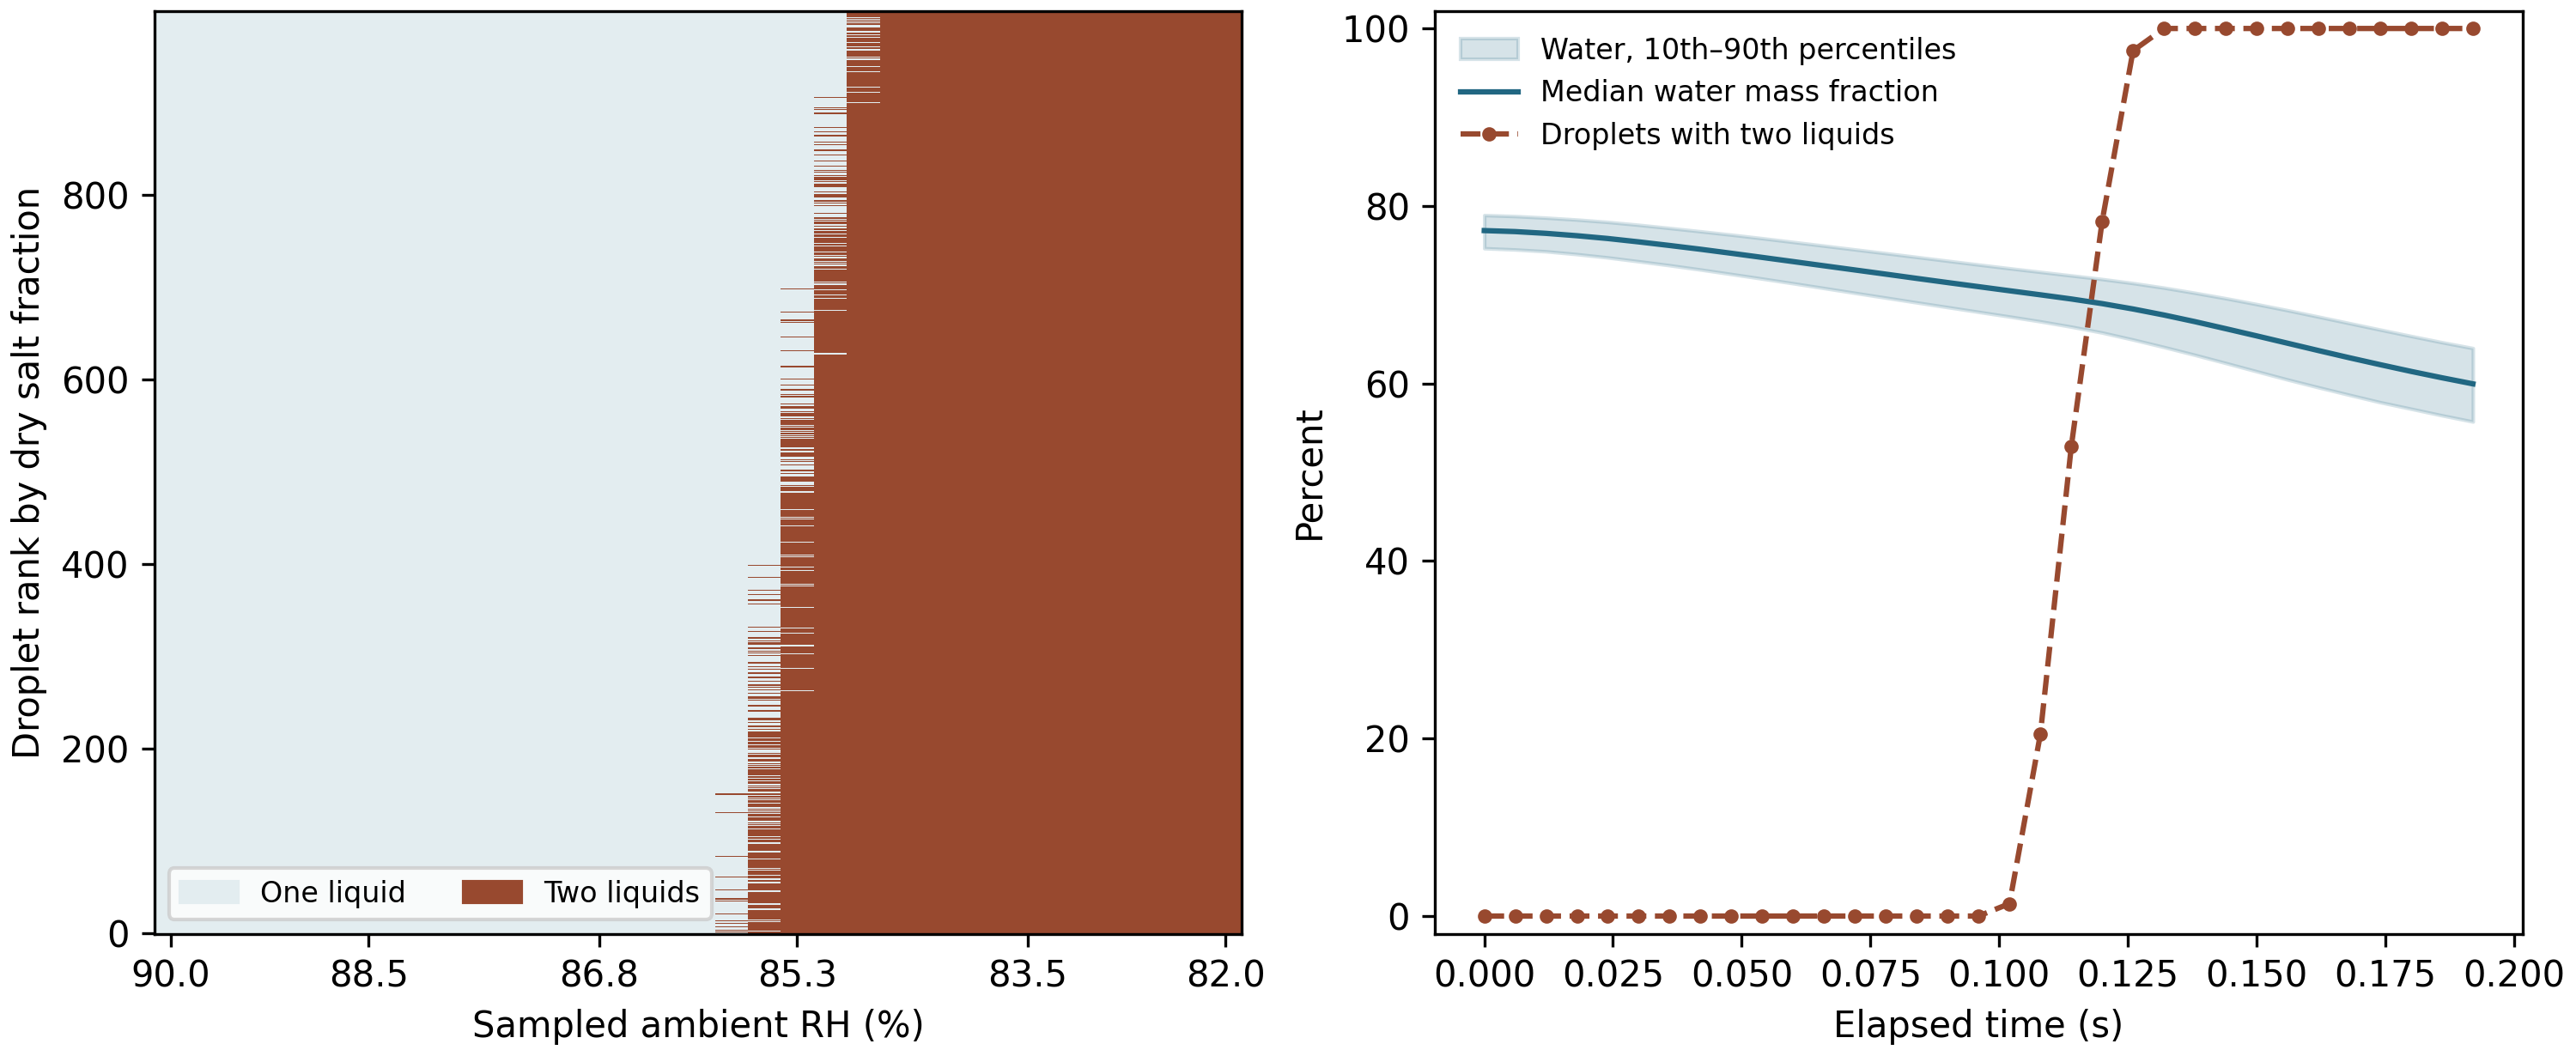 Droplet rank by dry salt fraction
800
600
400
200
0
One liquid
Two liquids
90.0
88.5
86.8
85.3
83.5
82.0
Sampled ambient RH (%)
Percent
100
80
60
40
20
0
Water, 10th–90th percentiles
Median water mass fraction
Droplets with two liquids
0.000
0.025
0.050
0.075
0.100
0.125
0.150
0.175
0.200
Elapsed time (s)